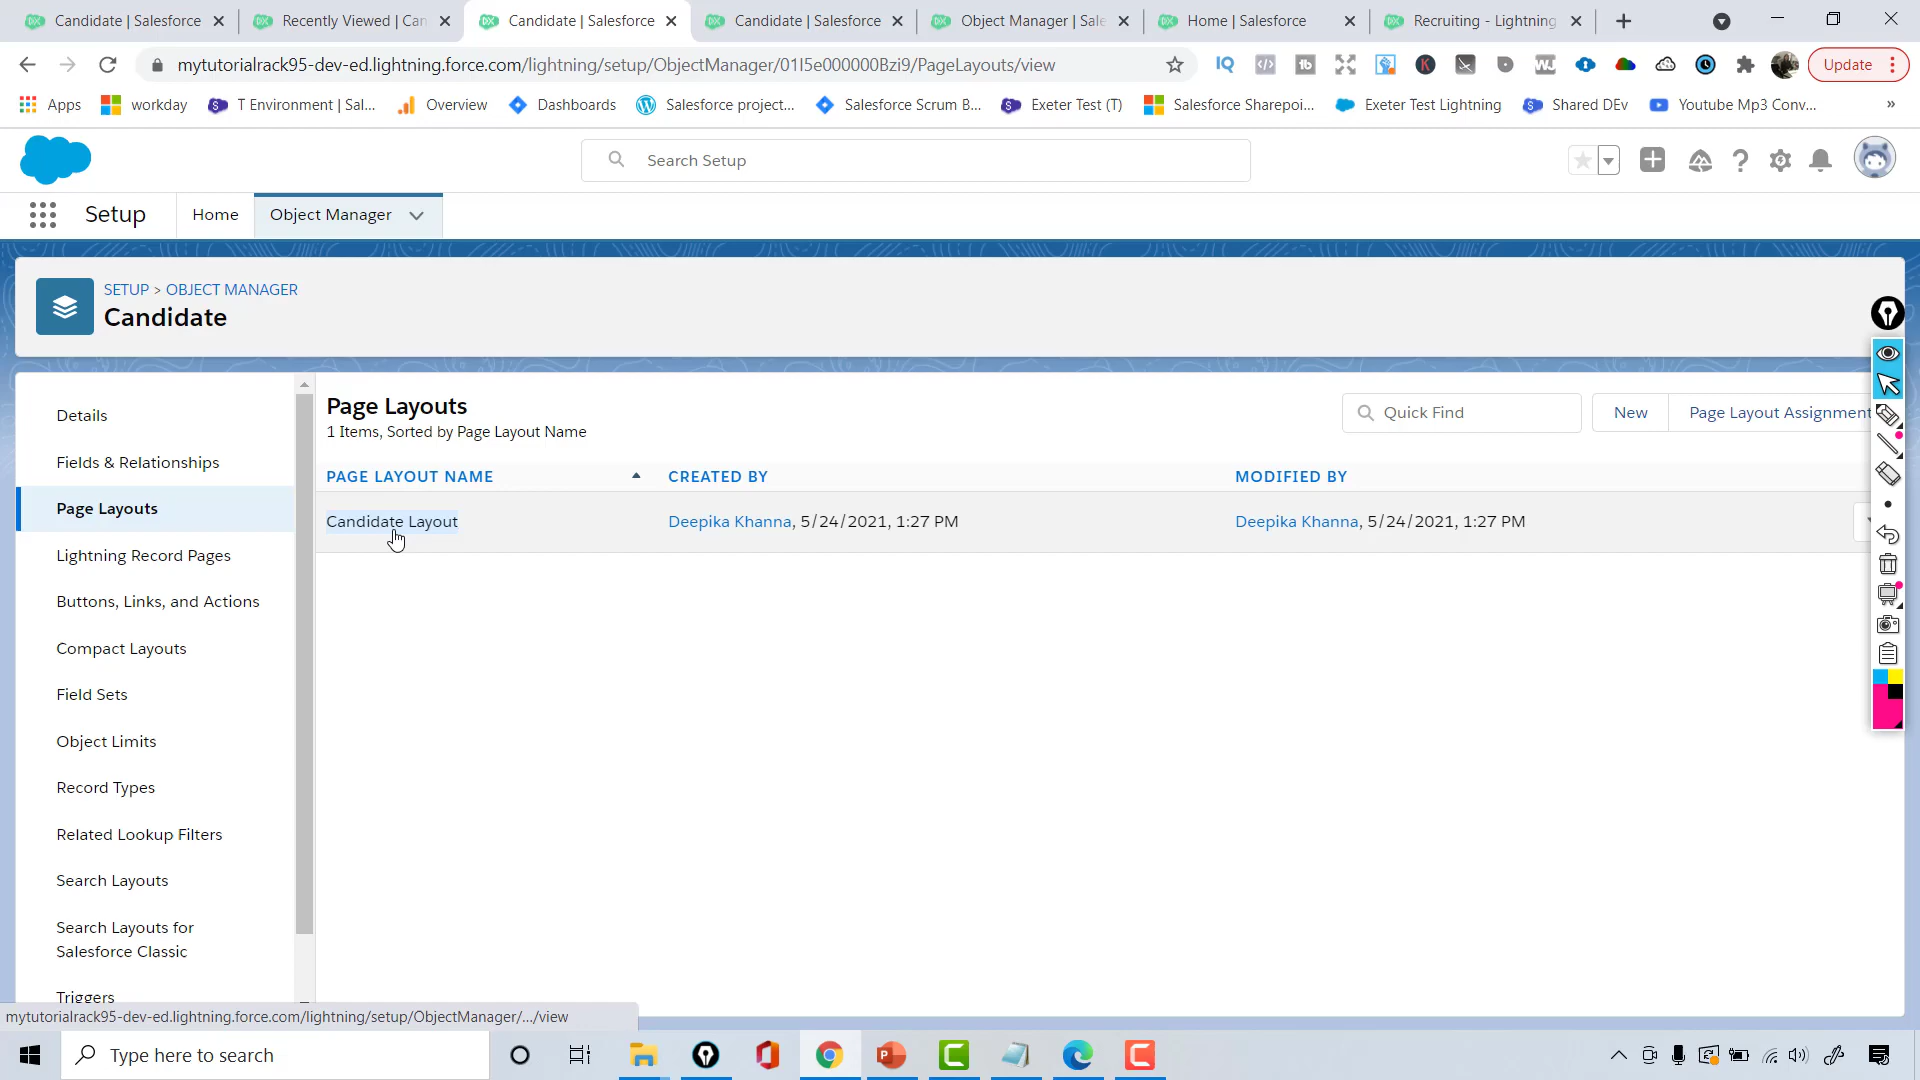 Candidate | Salesforce
Recently Viewed | Can
Candidate | Salesforce
Candidate | Salesforce
Object Manager | Sale
Home | Salesforce
Recruiting - Lightning
mytutorialrack95-dev-ed.lightning.force.com/lightning/setup/ObjectManager/01I5e000000Bzi9/PageLayouts/view
IQ
tb
K
WJ
Update
Apps
workday
T Environment | Sal...
Overview
Dashboards
Salesforce project...
Salesforce Scrum B...
Exeter Test (T)
Salesforce Sharepoi...
Exeter Test Lightning
Shared DEv
Youtube Mp3 Conv...
»
Search Setup
Setup
Home
Object Manager
SETUP > OBJECT MANAGER
Candidate
Details
Fields & Relationships
Page Layouts
Lightning Record Pages
Buttons, Links, and Actions
Compact Layouts
Field Sets
Object Limits
Record Types
Related Lookup Filters
Search Layouts
Search Layouts for
Salesforce Classic
Triggers
Page Layouts
1 Items, Sorted by Page Layout Name
Quick Find
New
Page Layout Assignment
PAGE LAYOUT NAME
CREATED BY
MODIFIED BY
Candidate Layout
Deepika Khanna, 5/24/2021, 1:27 PM
Deepika Khanna, 5/24/2021, 1:27 PM
mytutorialrack95-dev-ed.lightning.force.com/lightning/setup/ObjectManager/.../view
Type here to search